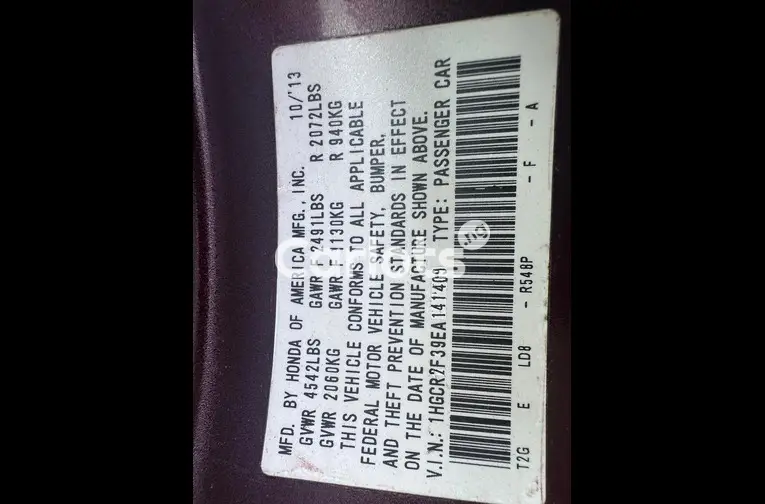 MFD. BY HONDA OF AMERICA MFG., INC. 10/'13
GVWR 4542LBS GAWR F 2491LBS R 2072LBS
GVWR 2060KG GAWR F 1130KG R 940KG
THIS VEHICLE CONFORMS TO ALL APPLICABLE
FEDERAL MOTOR VEHICLE SAFETY, BUMPER,
AND THEFT PREVENTION STANDARDS IN EFFECT
ON THE DATE OF MANUFACTURE SHOWN ABOVE.
V.I.N.: 1HGCR2F39EA141409 TYPE: PASSENGER CAR
T2G E LD8 - R548P - F - A
Carlots
ng